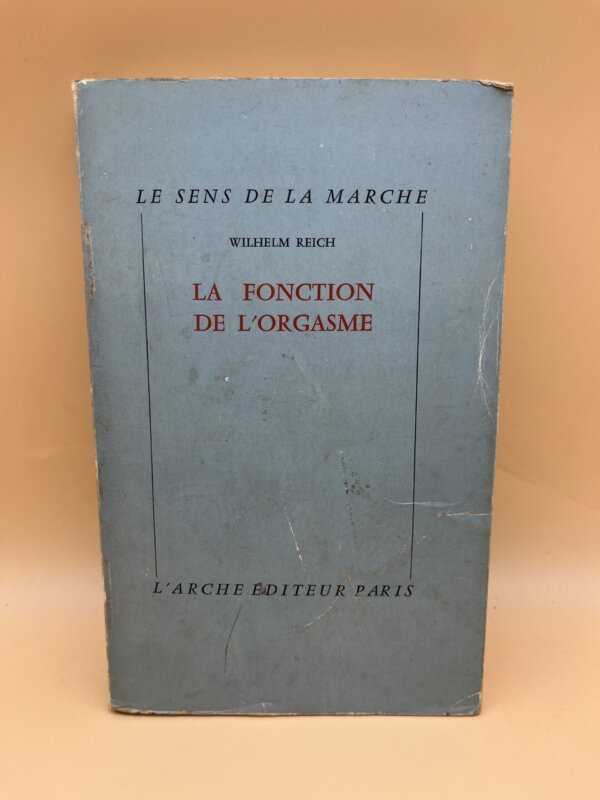 LE SENS DE LA MARCHE
WILHELM REICH
LA FONCTION
DE L'ORGASME
L'ARCHE ÉDITEUR PARIS